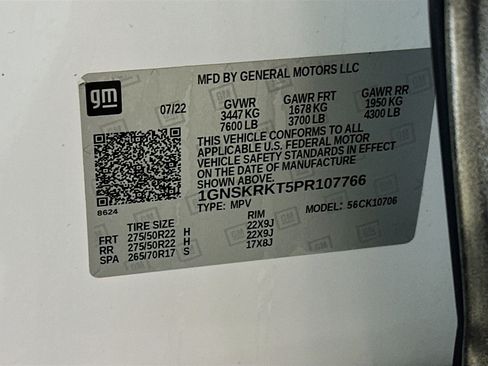 MFD BY GENERAL MOTORS LLC
gm
07/22 GVWR GAWR FRT GAWR RR
3447 KG 1678 KG 1950 KG
7600 LB 3700 LB 4300 LB
THIS VEHICLE CONFORMS TO ALL
APPLICABLE U.S. FEDERAL MOTOR
VEHICLE SAFETY STANDARDS IN EFFECT
ON THE DATE OF MANUFACTURE
SHOWN ABOVE.
1GNSKRKT5PR107766
8624
TYPE: MPV MODEL: 56CK10706
TIRE SIZE RIM
FRT 275/50R22 H 22X9J
RR 275/50R22 H 22X9J
SPA 265/70R17 S 17X8J